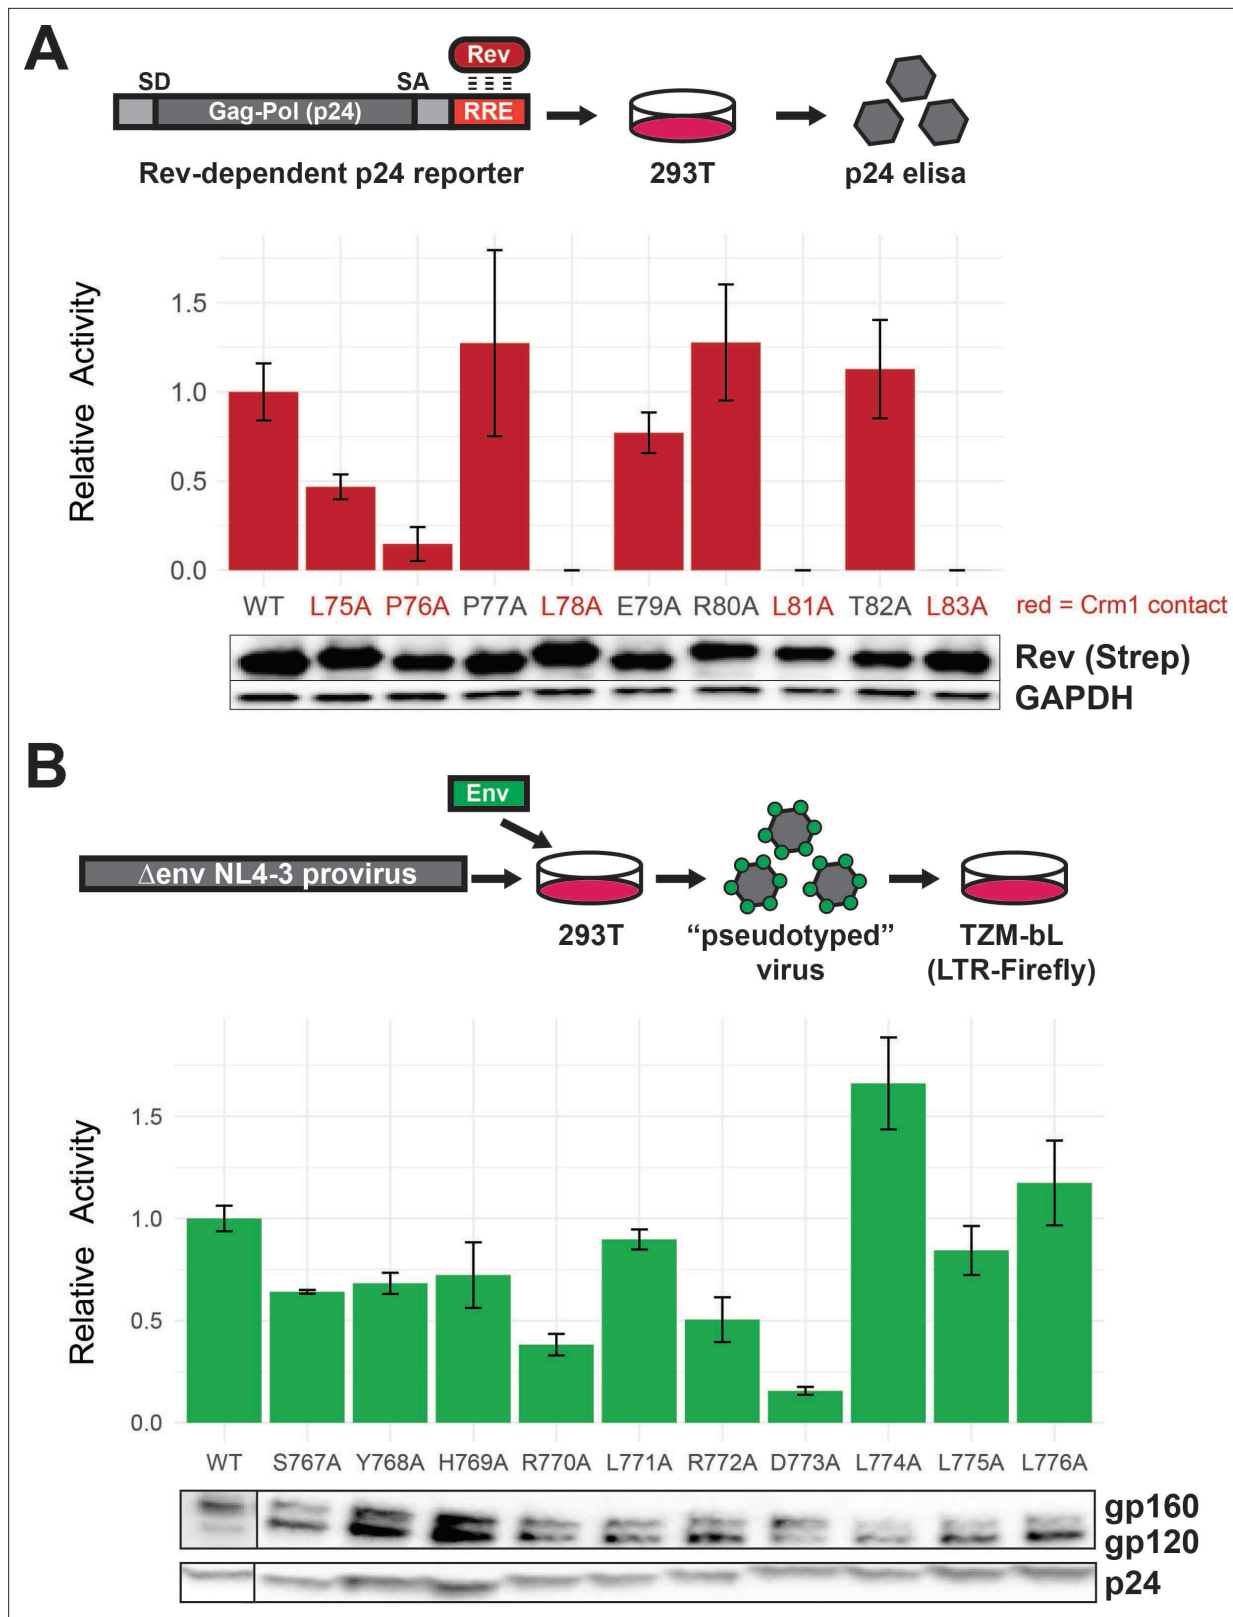 A
Rev
SD
SA
Gag-Pol (p24)
RRE
Rev-dependent p24 reporter
293T
p24 elisa
Relative Activity
1.5
1.0
0.5
0.0
WT L75A P76A P77A L78A E79A R80A L81A T82A L83A
red = Crm1 contact
Rev (Strep)
GAPDH
B
Env
Δenv NL4-3 provirus
293T
“pseudotyped”
virus
TZM-bL
(LTR-Firefly)
Relative Activity
1.5
1.0
0.5
0.0
WT S767A Y768A H769A R770A L771A R772A D773A L774A L775A L776A
gp160
gp120
p24